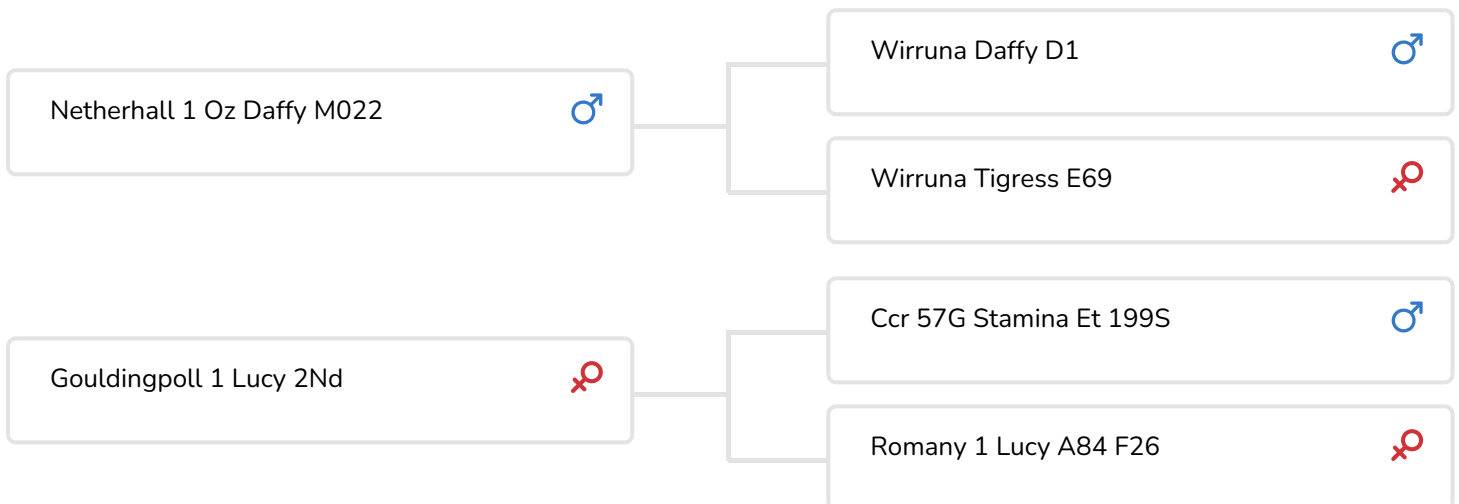 Wirruna Daffy D1
Netherhall 1 Oz Daffy M022
Wirruna Tigress E69
Ccr 57G Stamina Et 199S
Gouldingpoll 1 Lucy 2Nd
Romany 1 Lucy A84 F26